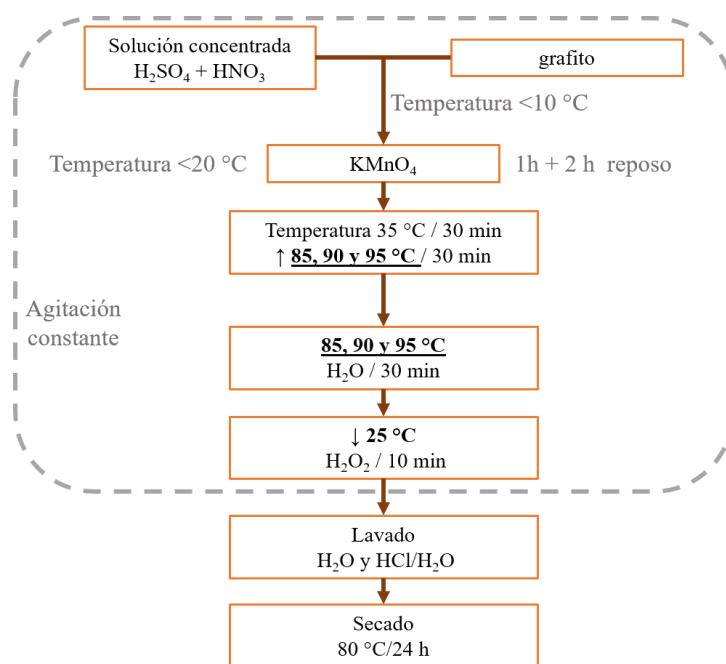 Solución concentrada
H₂SO₄ + HNO₃
grafito
Temperatura <10 °C
Temperatura <20 °C
KMnO₄
1h + 2 h reposo
Temperatura 35 °C / 30 min
↑ 85, 90 y 95 °C / 30 min
Agitación
constante
85, 90 y 95 °C
H₂O / 30 min
↓ 25 °C
H₂O₂ / 10 min
Lavado
H₂O y HCl/H₂O
Secado
80 °C/24 h